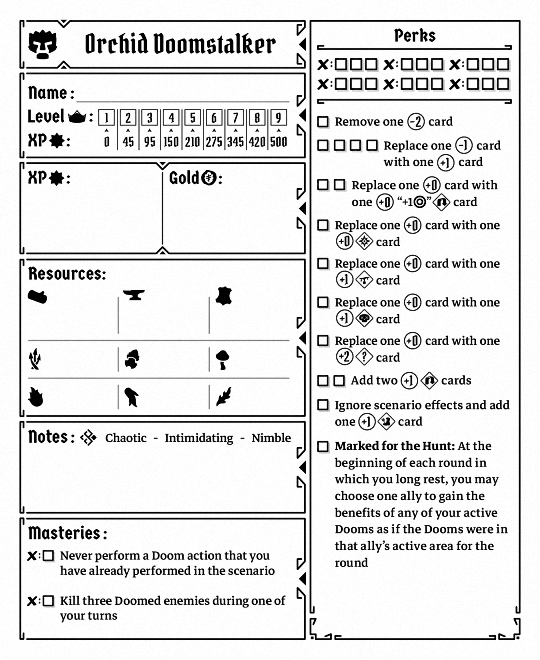 Orchid Doomstalker
Name:
Level : 1 2 3 4 5 6 7 8 9
XP : 0 45 95 150 210 275 345 420 500
XP :
Gold :
Resources:
Notes: Chaotic - Intimidating - Nimble
Masteries:
Never perform a Doom action that you
have already performed in the scenario
Kill three Doomed enemies during one of
your turns
Perks
Remove one -2 card
Replace one -1 card
with one +1 card
Replace one +0 card with
one +0 "+1" card
Replace one +0 card with one
+0 card
Replace one +0 card with one
+1 card
Replace one +0 card with one
+1 card
Replace one +0 card with one
+2 ? card
Add two +1 cards
Ignore scenario effects and add
one +1 card
Marked for the Hunt: At the
beginning of each round in
which you long rest, you may
choose one ally to gain the
benefits of any of your active
Dooms as if the Dooms were in
that ally's active area for the
round